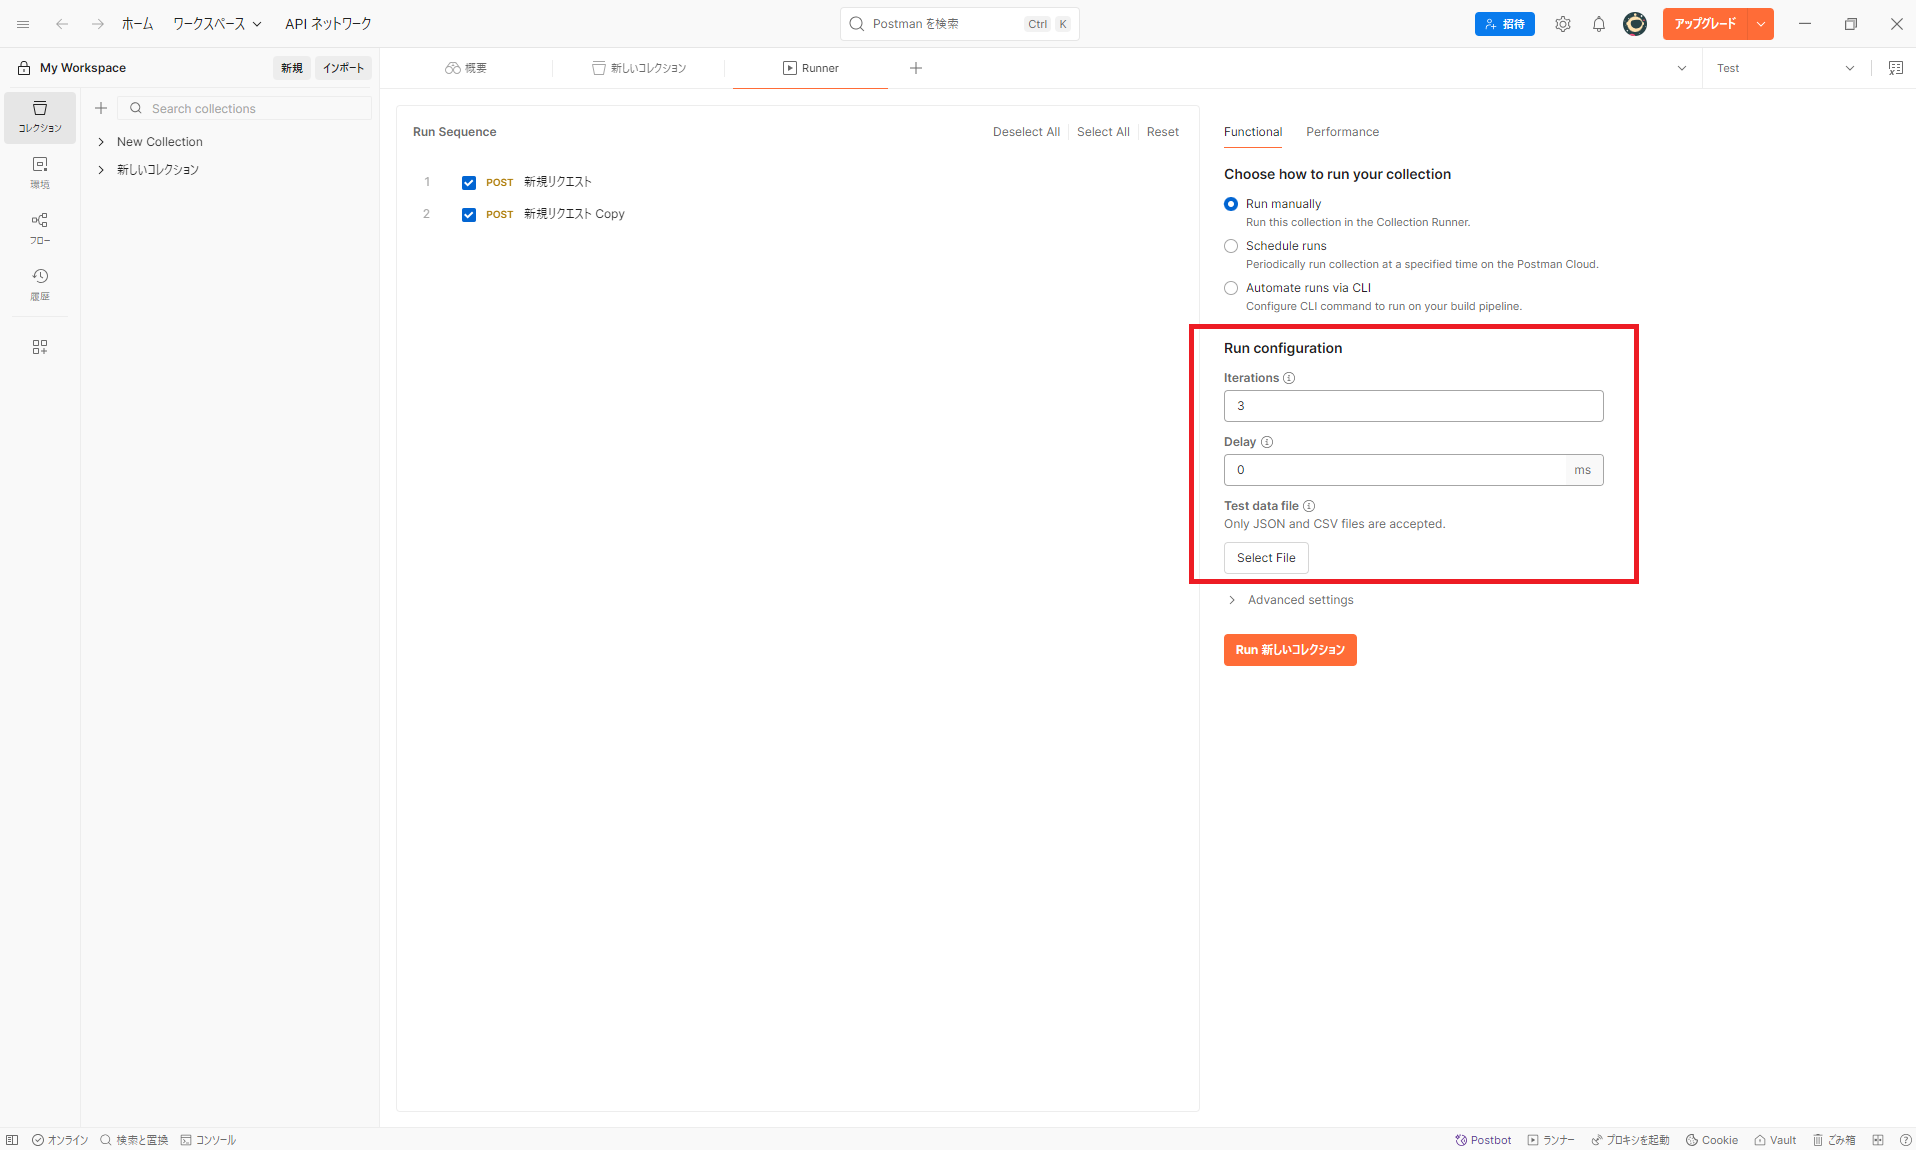 ホーム ワークスペース API ネットワーク Postman を検索 Ctrl K 招待 アップグレード
My Workspace 新規 インポート 概要 新しいコレクション Runner Test
コレクション
環境
フロー
履歴
Search collections
New Collection
新しいコレクション
Run Sequence Deselect All Select All Reset
1 POST 新規リクエスト
2 POST 新規リクエスト Copy
Functional Performance
Choose how to run your collection
Run manually
Run this collection in the Collection Runner.
Schedule runs
Periodically run collection at a specified time on the Postman Cloud.
Automate runs via CLI
Configure CLI command to run on your build pipeline.
Run configuration
Iterations
3
Delay
0 ms
Test data file
Only JSON and CSV files are accepted.
Select File
Advanced settings
Run 新しいコレクション
オンライン 検索と置換 コンソール Postbot ランナー プロキシを起動 Cookie Vault ごみ箱